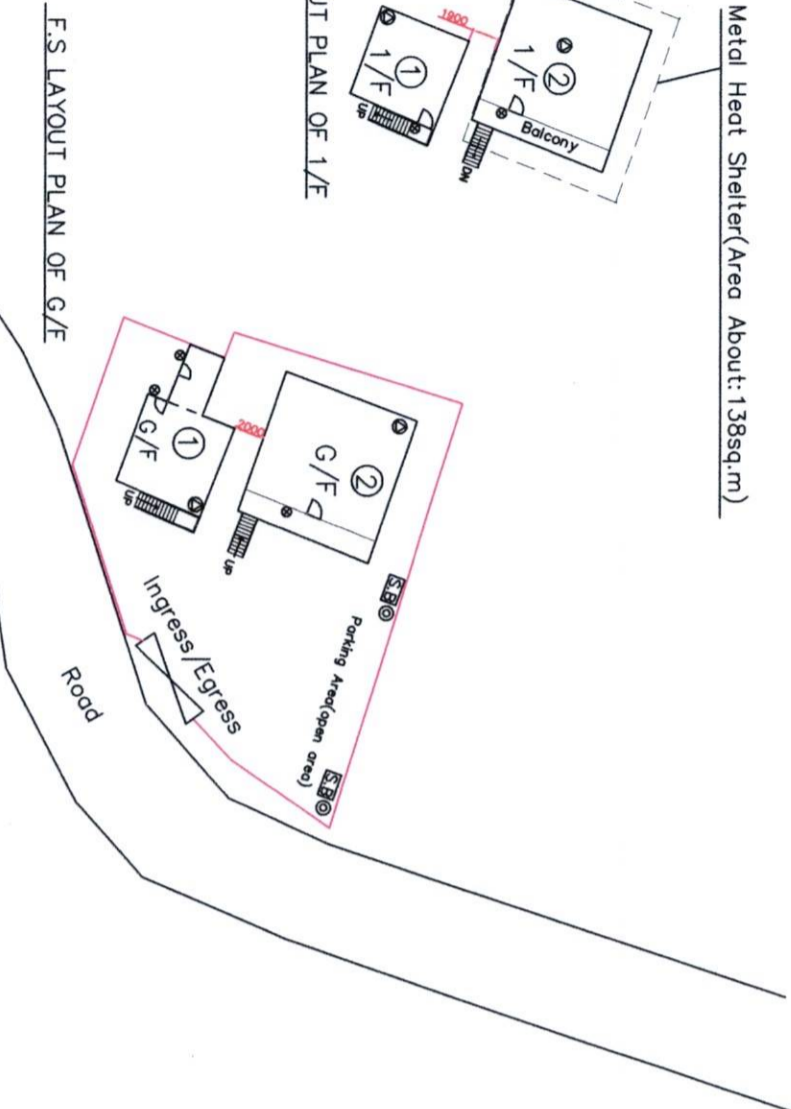 Metal Heat Shelter(Area About:138sq.m)
②
1/F
Balcony
DN
1900
①
1/F
UP
UT PLAN OF 1/F
②
G/F
UP
2000
①
G/F
UP
S.B
Parking Area(open area)
S.B
Ingress/Egress
Road
F.S LAYOUT PLAN OF G/F